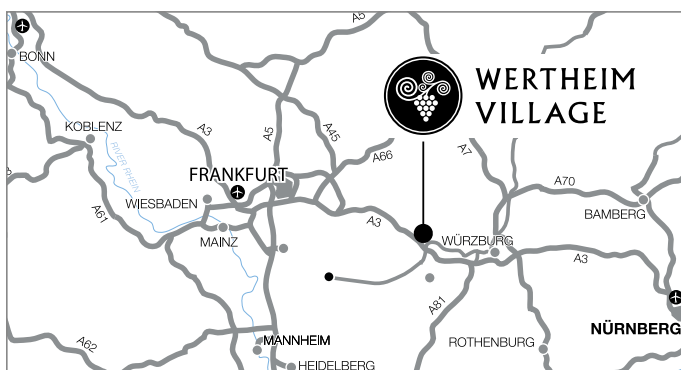 A5
BONN
WERTHEIM
VILLAGE
KOBLENZ
A3
A5
A45
RIVER RHEIN
A66
A7
FRANKFURT
A70
WIESBADEN
A61
BAMBERG
A3
MAINZ
WÜRZBURG
A3
A81
NÜRNBERG
A62
MANNHEIM
ROTHENBURG
HEIDELBERG